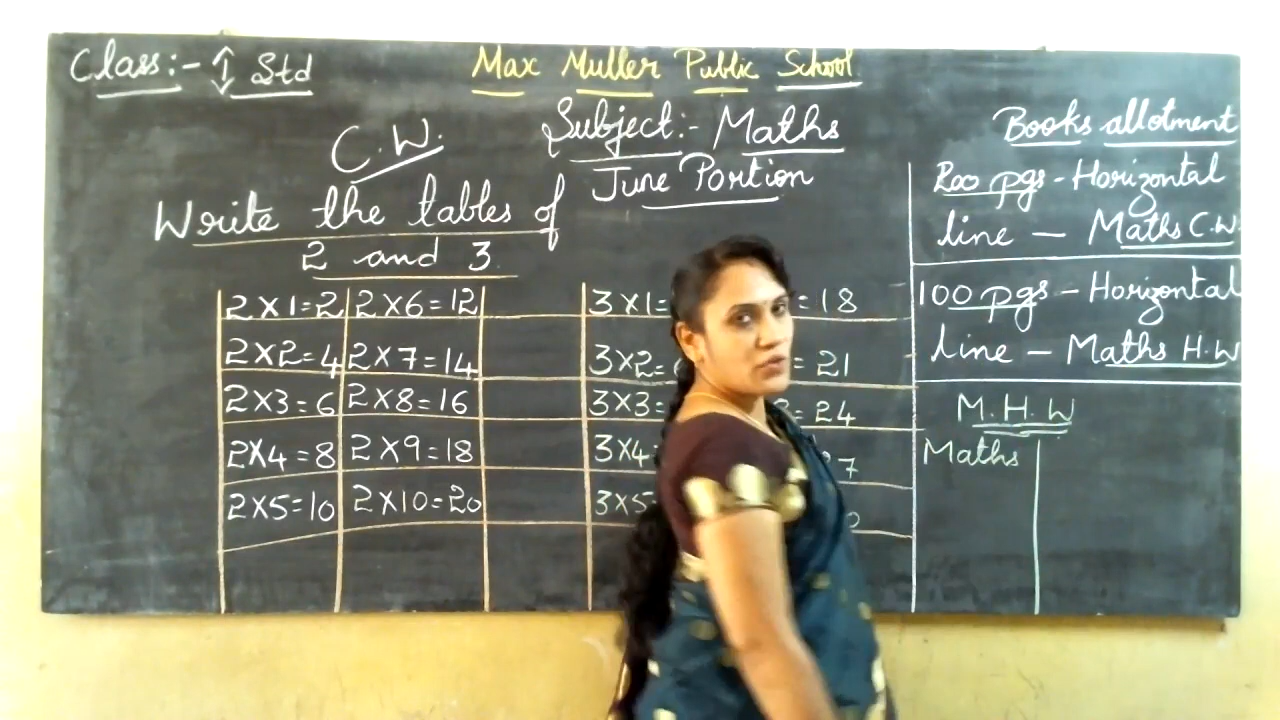 Class:- I Std
Max Muller Public School
Subject:- Maths
June Portion
C.W.
Write the tables of
2 and 3.
2x1=2 2x6=12
2x2=4 2x7=14
2x3=6 2x8=16
2x4=8 2x9=18
2x5=10 2x10=20
3x1= =18
3x2= =21
3x3= =24
3x4= 7
3x5
Books allotment
200 pgs - Horizontal
line - Maths C.W.
100 pgs - Horizontal
line - Maths H.W
M.H.W
Maths